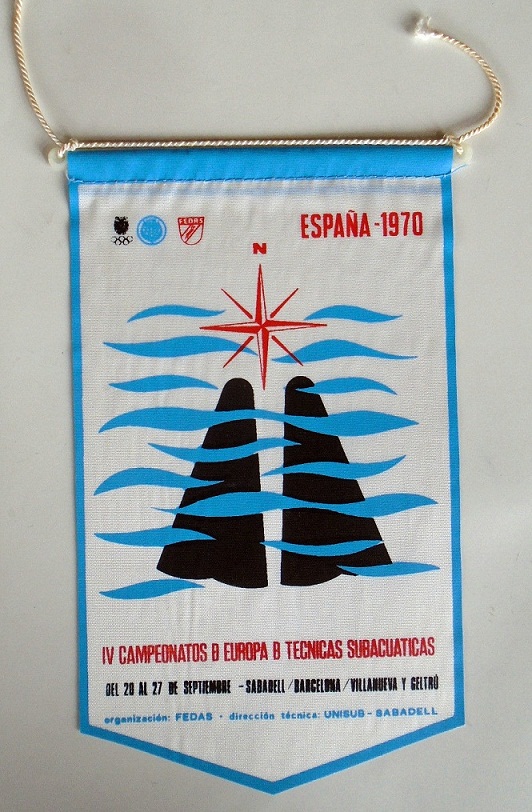 FEDAS
ESPAÑA-1970
N
IV CAMPEONATOS D EUROPA D TECNICAS SUBACUATICAS
DEL 20 AL 27 DE SEPTIEMBRE - SABADELL/BARCELONA/VILLANUEVA Y GELTRÚ
organización: FEDAS - dirección técnica: UNISUB - SABADELL